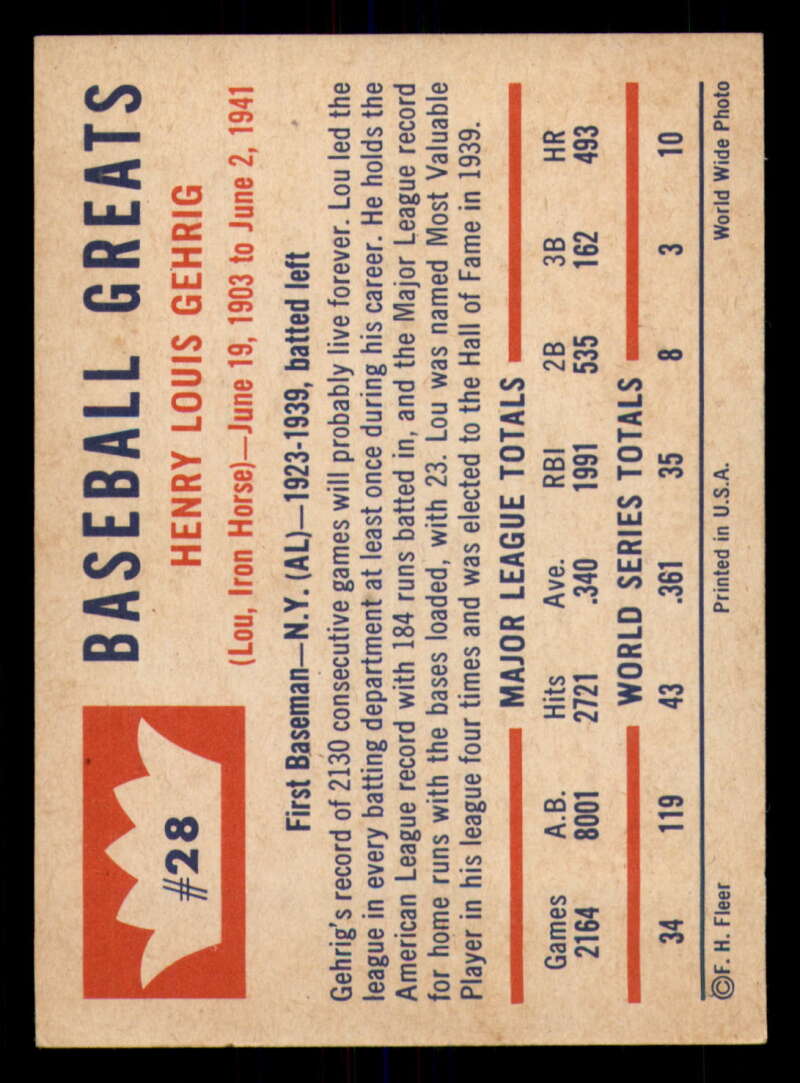 #28
BASEBALL GREATS
HENRY LOUIS GEHRIG
(Lou, Iron Horse)—June 19, 1903 to June 2, 1941
First Baseman—N.Y. (AL)—1923-1939, batted left
Gehrig's record of 2130 consecutive games will probably live forever. Lou led the
league in every batting department at least once during his career. He holds the
American League record with 184 runs batted in, and the Major League record
for home runs with the bases loaded, with 23. Lou was named Most Valuable
Player in his league four times and was elected to the Hall of Fame in 1939.
MAJOR LEAGUE TOTALS
Games A.B. Hits Ave. RBI 2B 3B HR
2164 8001 2721 .340 1991 535 162 493
WORLD SERIES TOTALS
34 119 43 .361 35 8 3 10
©F. H. Fleer Printed in U.S.A. World Wide Photo